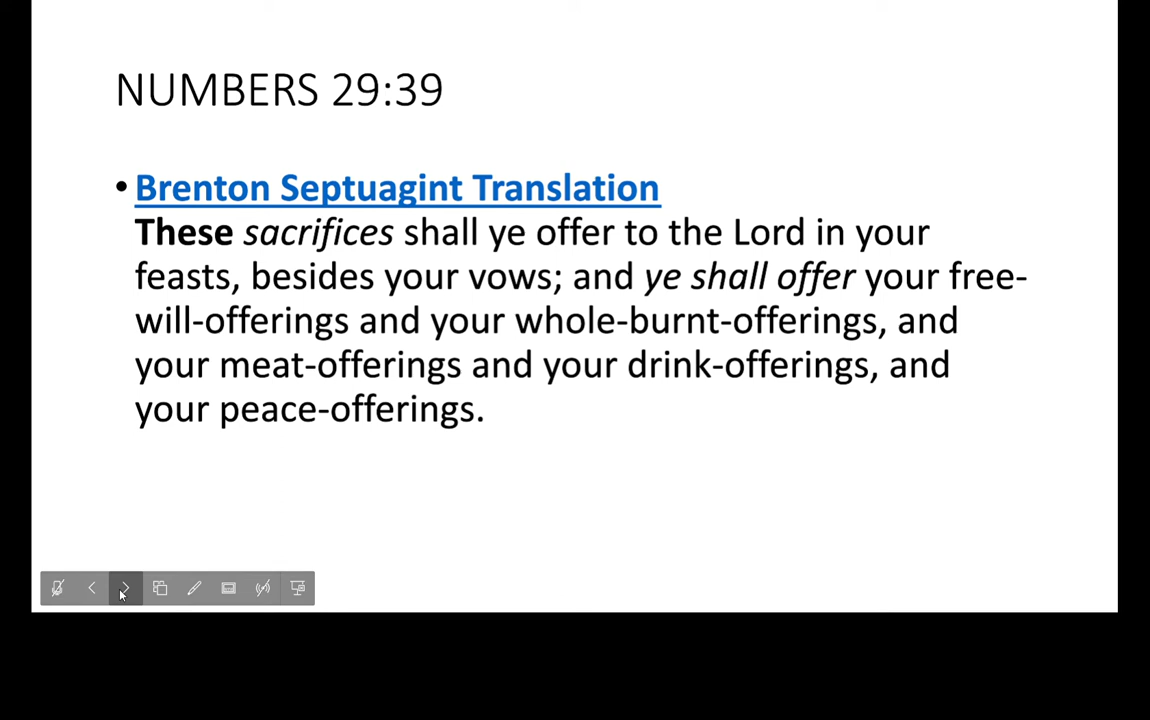 NUMBERS 29:39
• Brenton Septuagint Translation
These sacrifices shall ye offer to the Lord in your
feasts, besides your vows; and ye shall offer your free-
will-offerings and your whole-burnt-offerings, and
your meat-offerings and your drink-offerings, and
your peace-offerings.